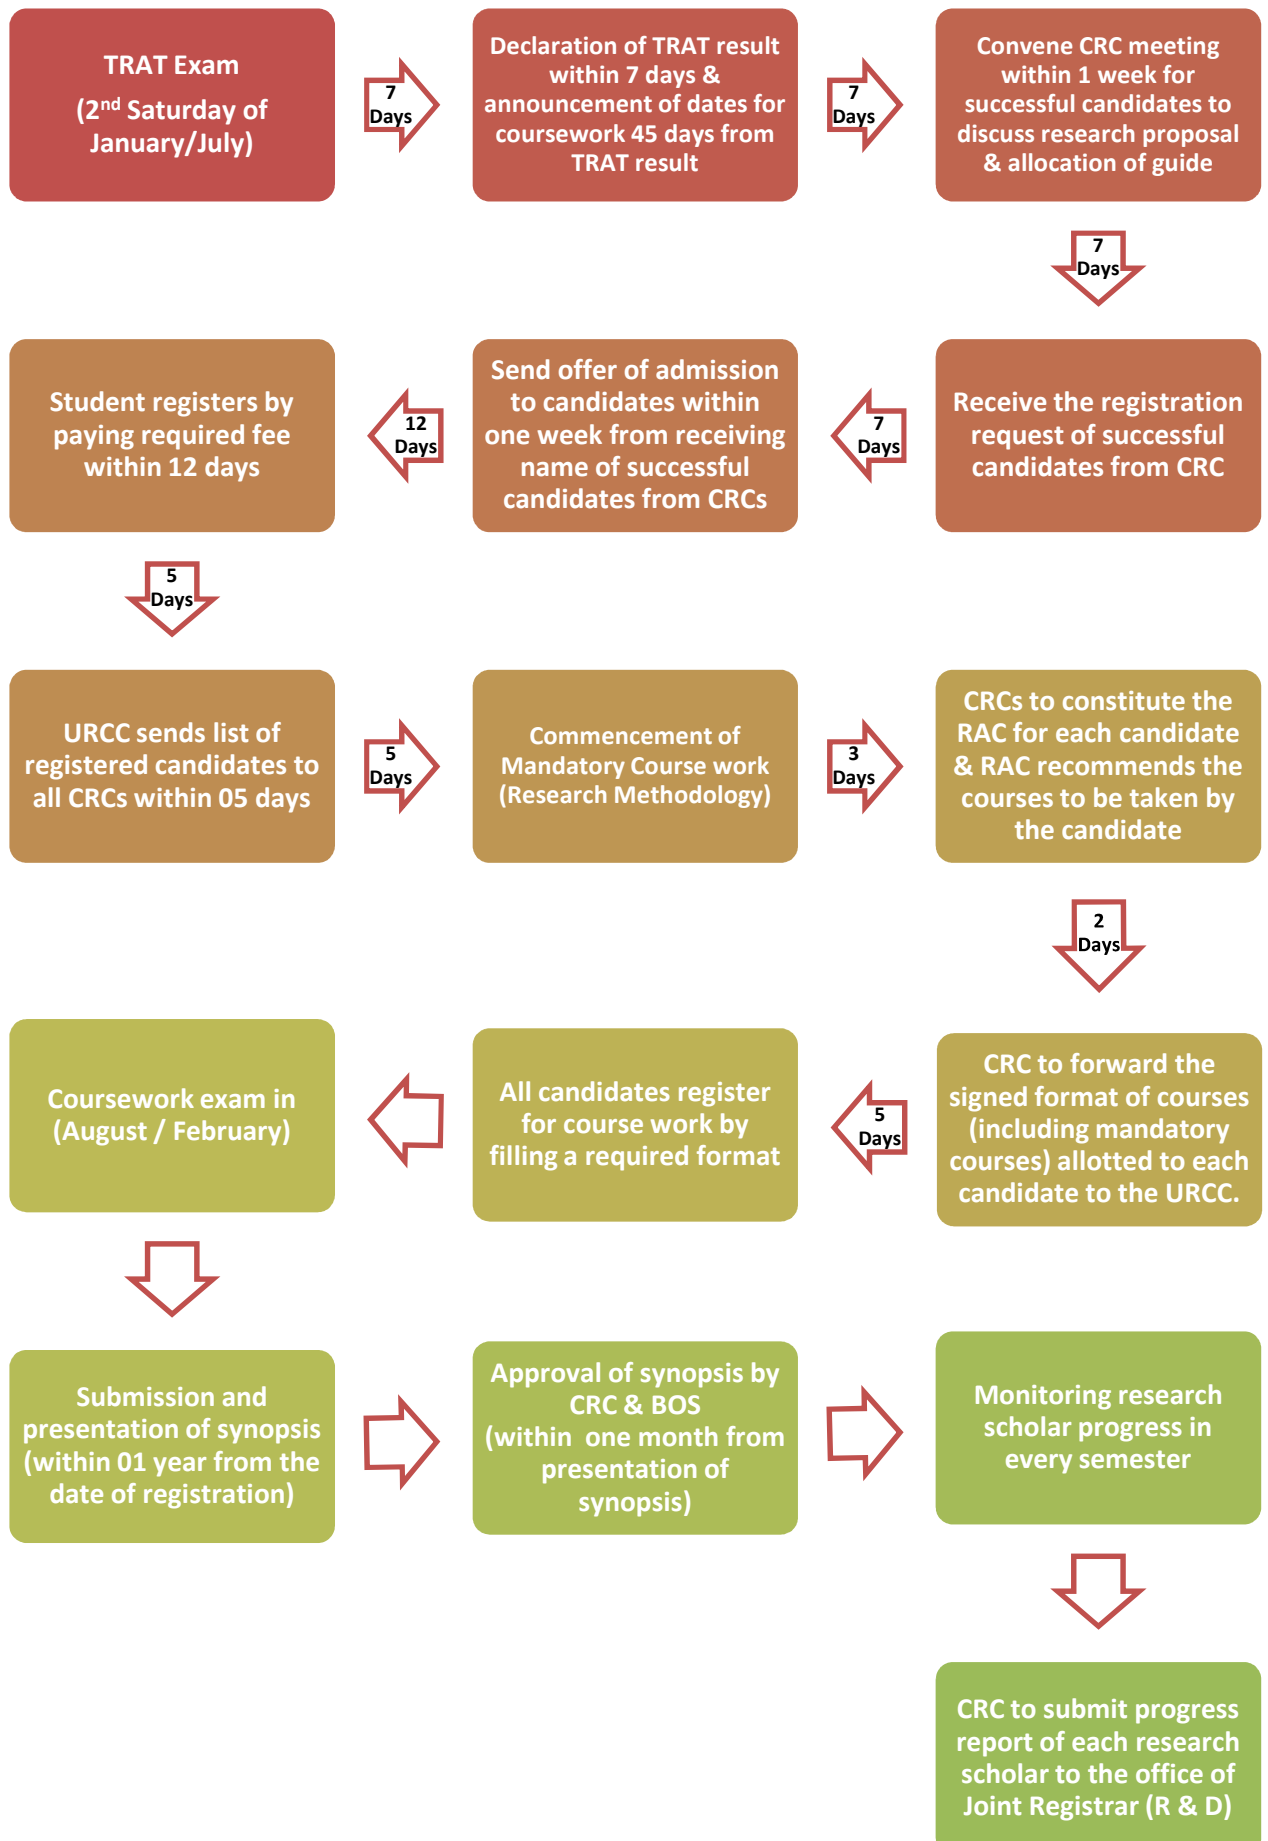 TRAT Exam
(2nd Saturday of
January/July)
7
Days
Declaration of TRAT result
within 7 days &
announcement of dates for
coursework 45 days from
TRAT result
7
Days
Convene CRC meeting
within 1 week for
successful candidates to
discuss research proposal
& allocation of guide
7
Days
Receive the registration
request of successful
candidates from CRC
7
Days
Send offer of admission
to candidates within
one week from receiving
name of successful
candidates from CRCs
12
Days
Student registers by
paying required fee
within 12 days
5
Days
URCC sends list of
registered candidates to
all CRCs within 05 days
5
Days
Commencement of
Mandatory Course work
(Research Methodology)
3
Days
CRCs to constitute the
RAC for each candidate
& RAC recommends the
courses to be taken by
the candidate
2
Days
CRC to forward the
signed format of courses
(including mandatory
courses) allotted to each
candidate to the URCC.
5
Days
All candidates register
for course work by
filling a required format
Coursework exam in
(August / February)
Submission and
presentation of synopsis
(within 01 year from the
date of registration)
Approval of synopsis by
CRC & BOS
(within one month from
presentation of
synopsis)
Monitoring research
scholar progress in
every semester
CRC to submit progress
report of each research
scholar to the office of
Joint Registrar (R & D)